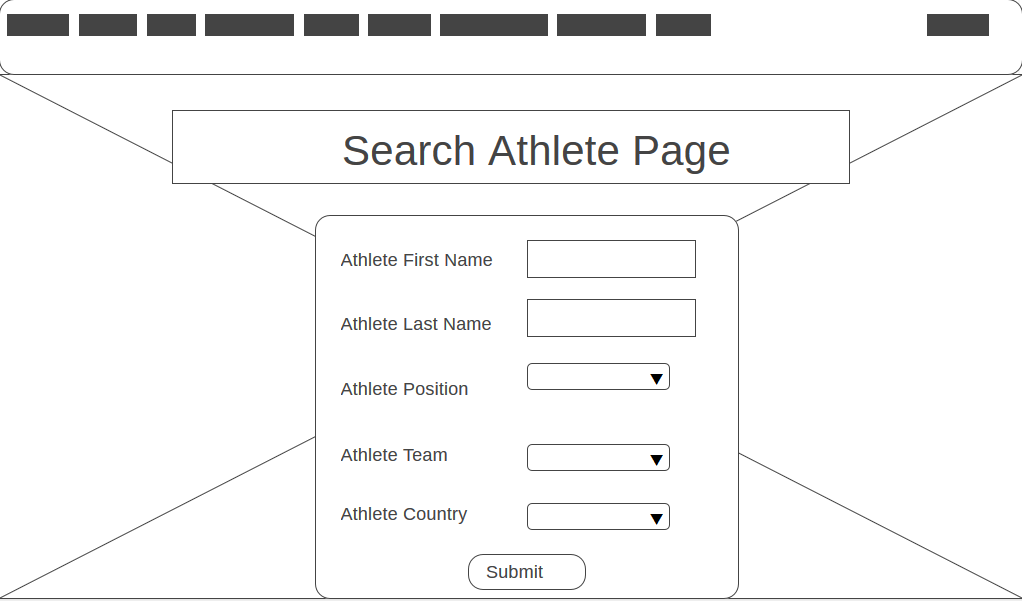 Search Athlete Page
Athlete First Name
Athlete Last Name
Athlete Position
Athlete Team
Athlete Country
Submit